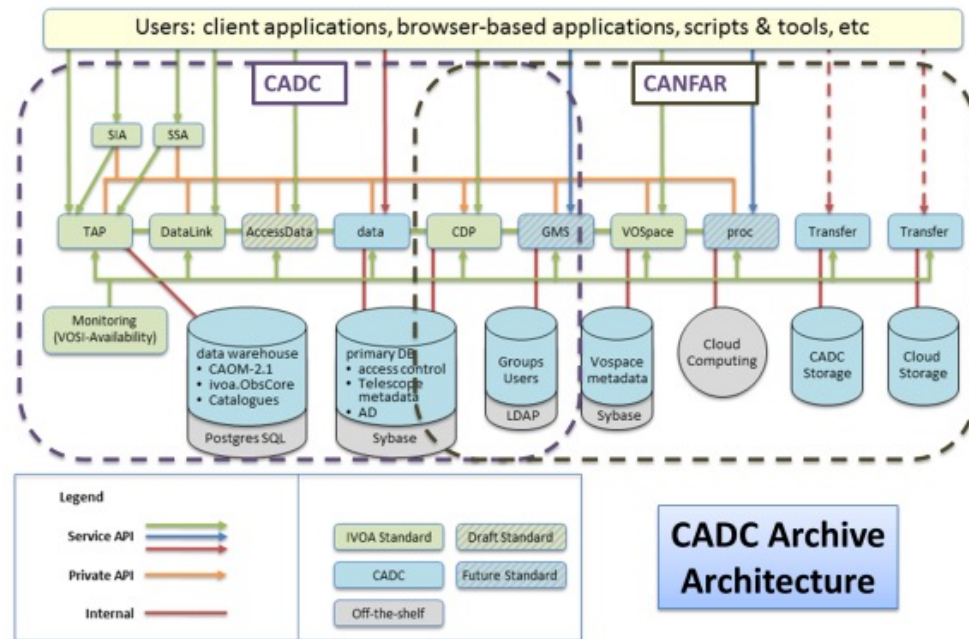 Users: client applications, browser-based applications, scripts & tools, etc
CADC
CANFAR
SIA
SSA
TAP
DataLink
AccessData
data
CDP
GMS
VOSpace
proc
Transfer
Transfer
Monitoring
(VOSI-Availability)
data warehouse
• CAOM-2.1
• ivoa.ObsCore
• Catalogues
Postgres SQL
primary DB
• access control
• Telescope
metadata
• AD
Sybase
Groups
Users
LDAP
Vospace
metadata
Sybase
Cloud
Computing
CADC
Storage
Cloud
Storage
Legend
Service API
Private API
Internal
IVOA Standard
Draft Standard
CADC
Future Standard
Off-the-shelf
CADC Archive
Architecture